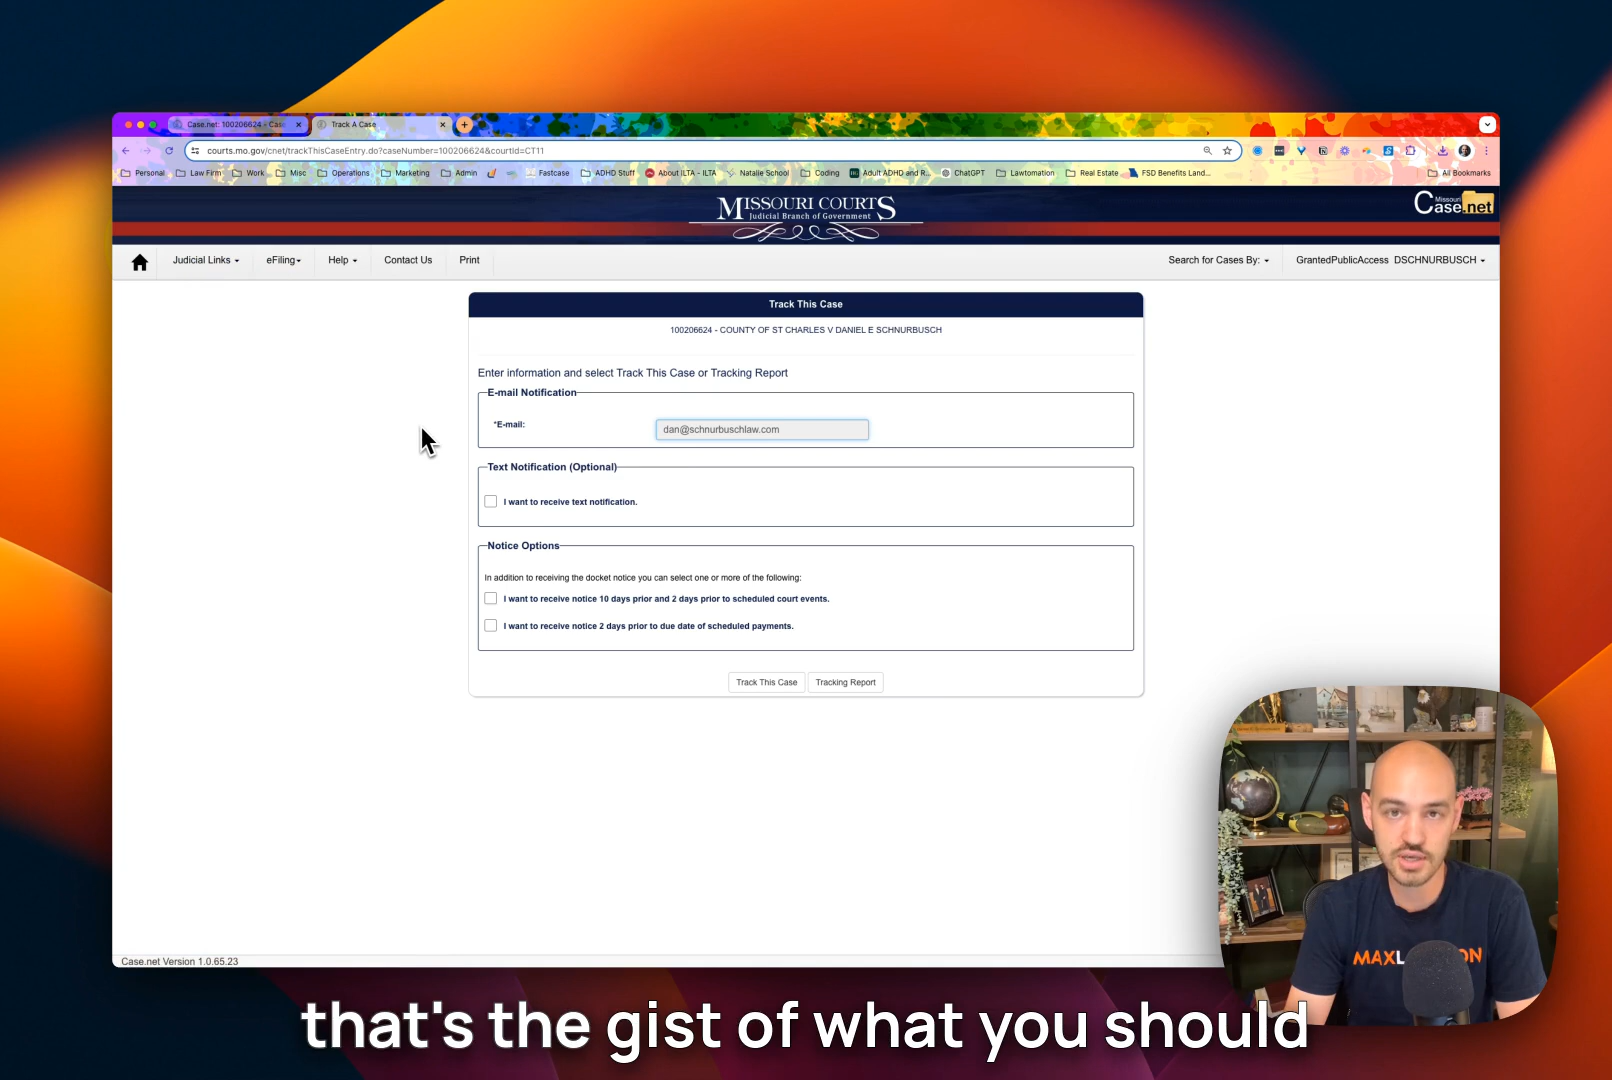 Case.net: 100206624 - Cas
Track A Case
courts.mo.gov/cnet/trackThisCaseEntry.do?caseNumber=100206624&courtId=CT11
Personal Law Firm Work Misc Operations Marketing Admin Fastcase ADHD Stuff About ILTA - ILTA Natalie School Coding Adult ADHD and R... ChatGPT Lawtomation Real Estate FSD Benefits Land... All Bookmarks
MISSOURI COURTS
Judicial Branch of Government
Missouri
Case.net
Judicial Links eFiling Help Contact Us Print Search for Cases By: GrantedPublicAccess DSCHNURBUSCH
Track This Case
100206624 - COUNTY OF ST CHARLES V DANIEL E SCHNURBUSCH
Enter information and select Track This Case or Tracking Report
E-mail Notification
*E-mail: dan@schnurbuschlaw.com
Text Notification (Optional)
I want to receive text notification.
Notice Options
In addition to receiving the docket notice you can select one or more of the following:
I want to receive notice 10 days prior and 2 days prior to scheduled court events.
I want to receive notice 2 days prior to due date of scheduled payments.
Track This Case Tracking Report
Case.net Version 1.0.65.23
that's the gist of what you should